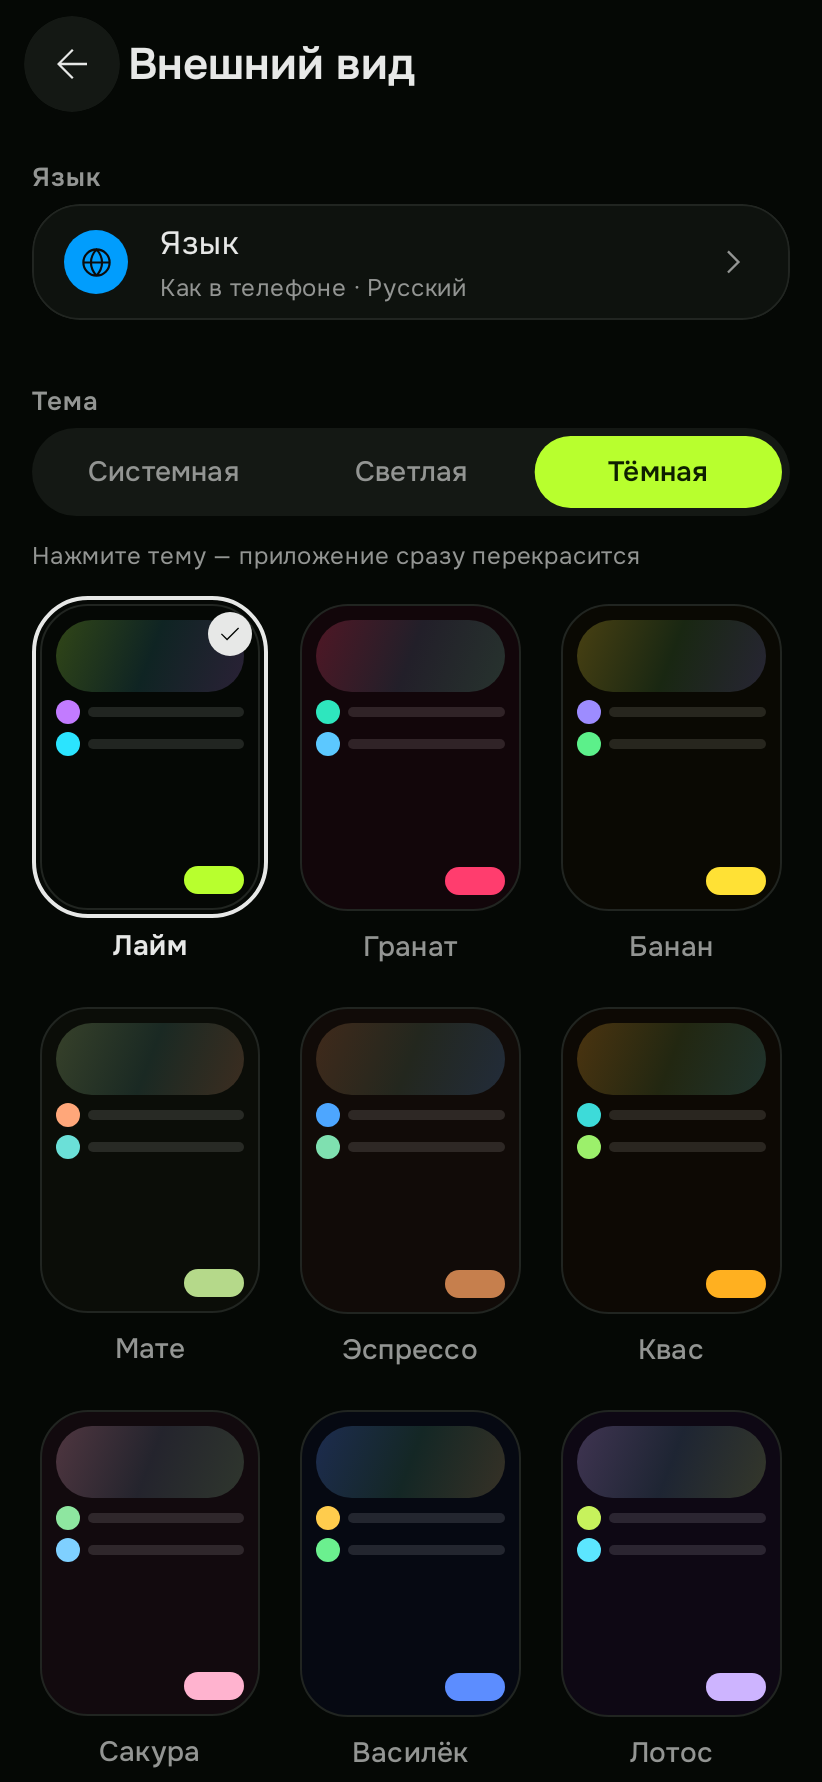 Внешний вид
Язык
Язык
Как в телефоне · Русский
Тема
Системная Светлая Тёмная
Нажмите тему — приложение сразу перекрасится
Лайм Гранат Банан
Мате Эспрессо Квас
Сакура Василёк Лотос